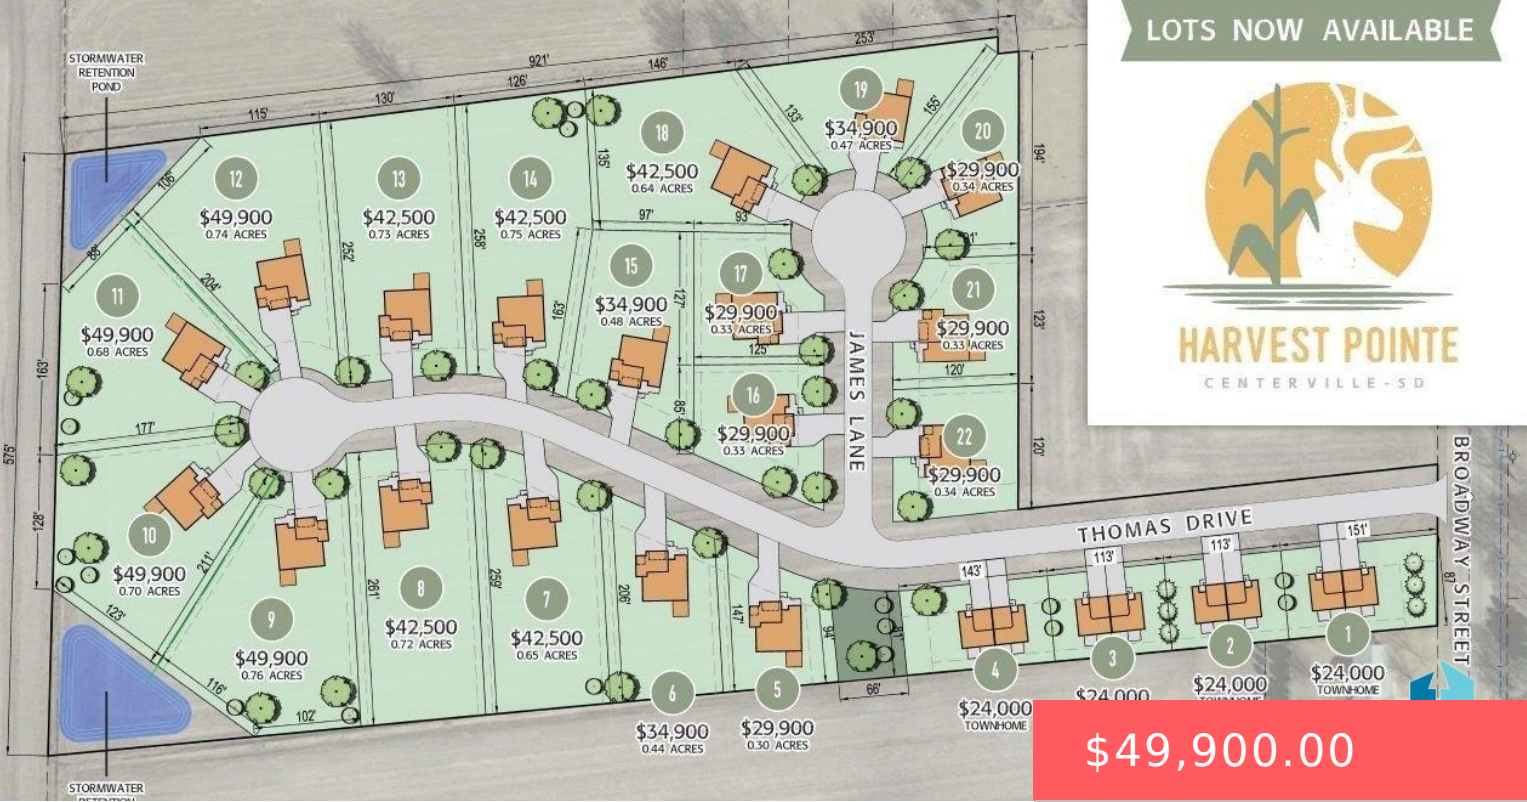 LOTS NOW AVAILABLE
HARVEST POINTE
CENTERVILLE-SD
STORMWATER
RETENTION
POND
921'
253'
115'
130'
126'
146'
12
$49,900
0.74 ACRES
106'
88'
204'
13
$42,500
0.73 ACRES
252'
14
$42,500
0.75 ACRES
258'
135'
18
$42,500
0.64 ACRES
133'
19
$34,900
0.47 ACRES
155'
20
$29,900
0.34 ACRES
194'
97'
93'
11
$49,900
0.68 ACRES
163'
177'
15
$34,900
0.48 ACRES
163'
127'
17
$29,900
0.33 ACRES
125'
21
$29,900
0.33 ACRES
123'
120'
16
$29,900
0.33 ACRES
85'
22
$29,900
0.34 ACRES
120'
JAMES LANE
THOMAS DRIVE
BROADWAY STREET
575'
128'
10
$49,900
0.70 ACRES
123'
211'
9
$49,900
0.76 ACRES
116'
102'
8
$42,500
0.72 ACRES
261'
7
$42,500
0.65 ACRES
259'
206'
6
$34,900
0.44 ACRES
147'
5
$29,900
0.30 ACRES
94'
66'
143'
113'
113'
151'
87'
4
$24,000
TOWNHOME
3
$24,000
2
$24,000
TOWNHOME
1
$24,000
TOWNHOME
STORMWATER
RETENTION
$49,900.00